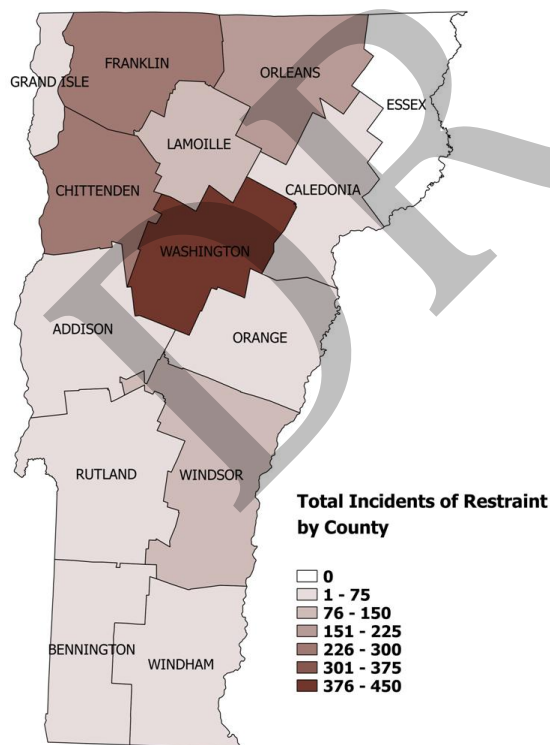 FRANKLIN
ORLEANS
GRAND ISLE
ESSEX
LAMOILLE
CHITTENDEN
CALEDONIA
WASHINGTON
ADDISON
ORANGE
RUTLAND
WINDSOR
Total Incidents of Restraint
by County
0
1 - 75
76 - 150
151 - 225
226 - 300
301 - 375
376 - 450
BENNINGTON
WINDHAM